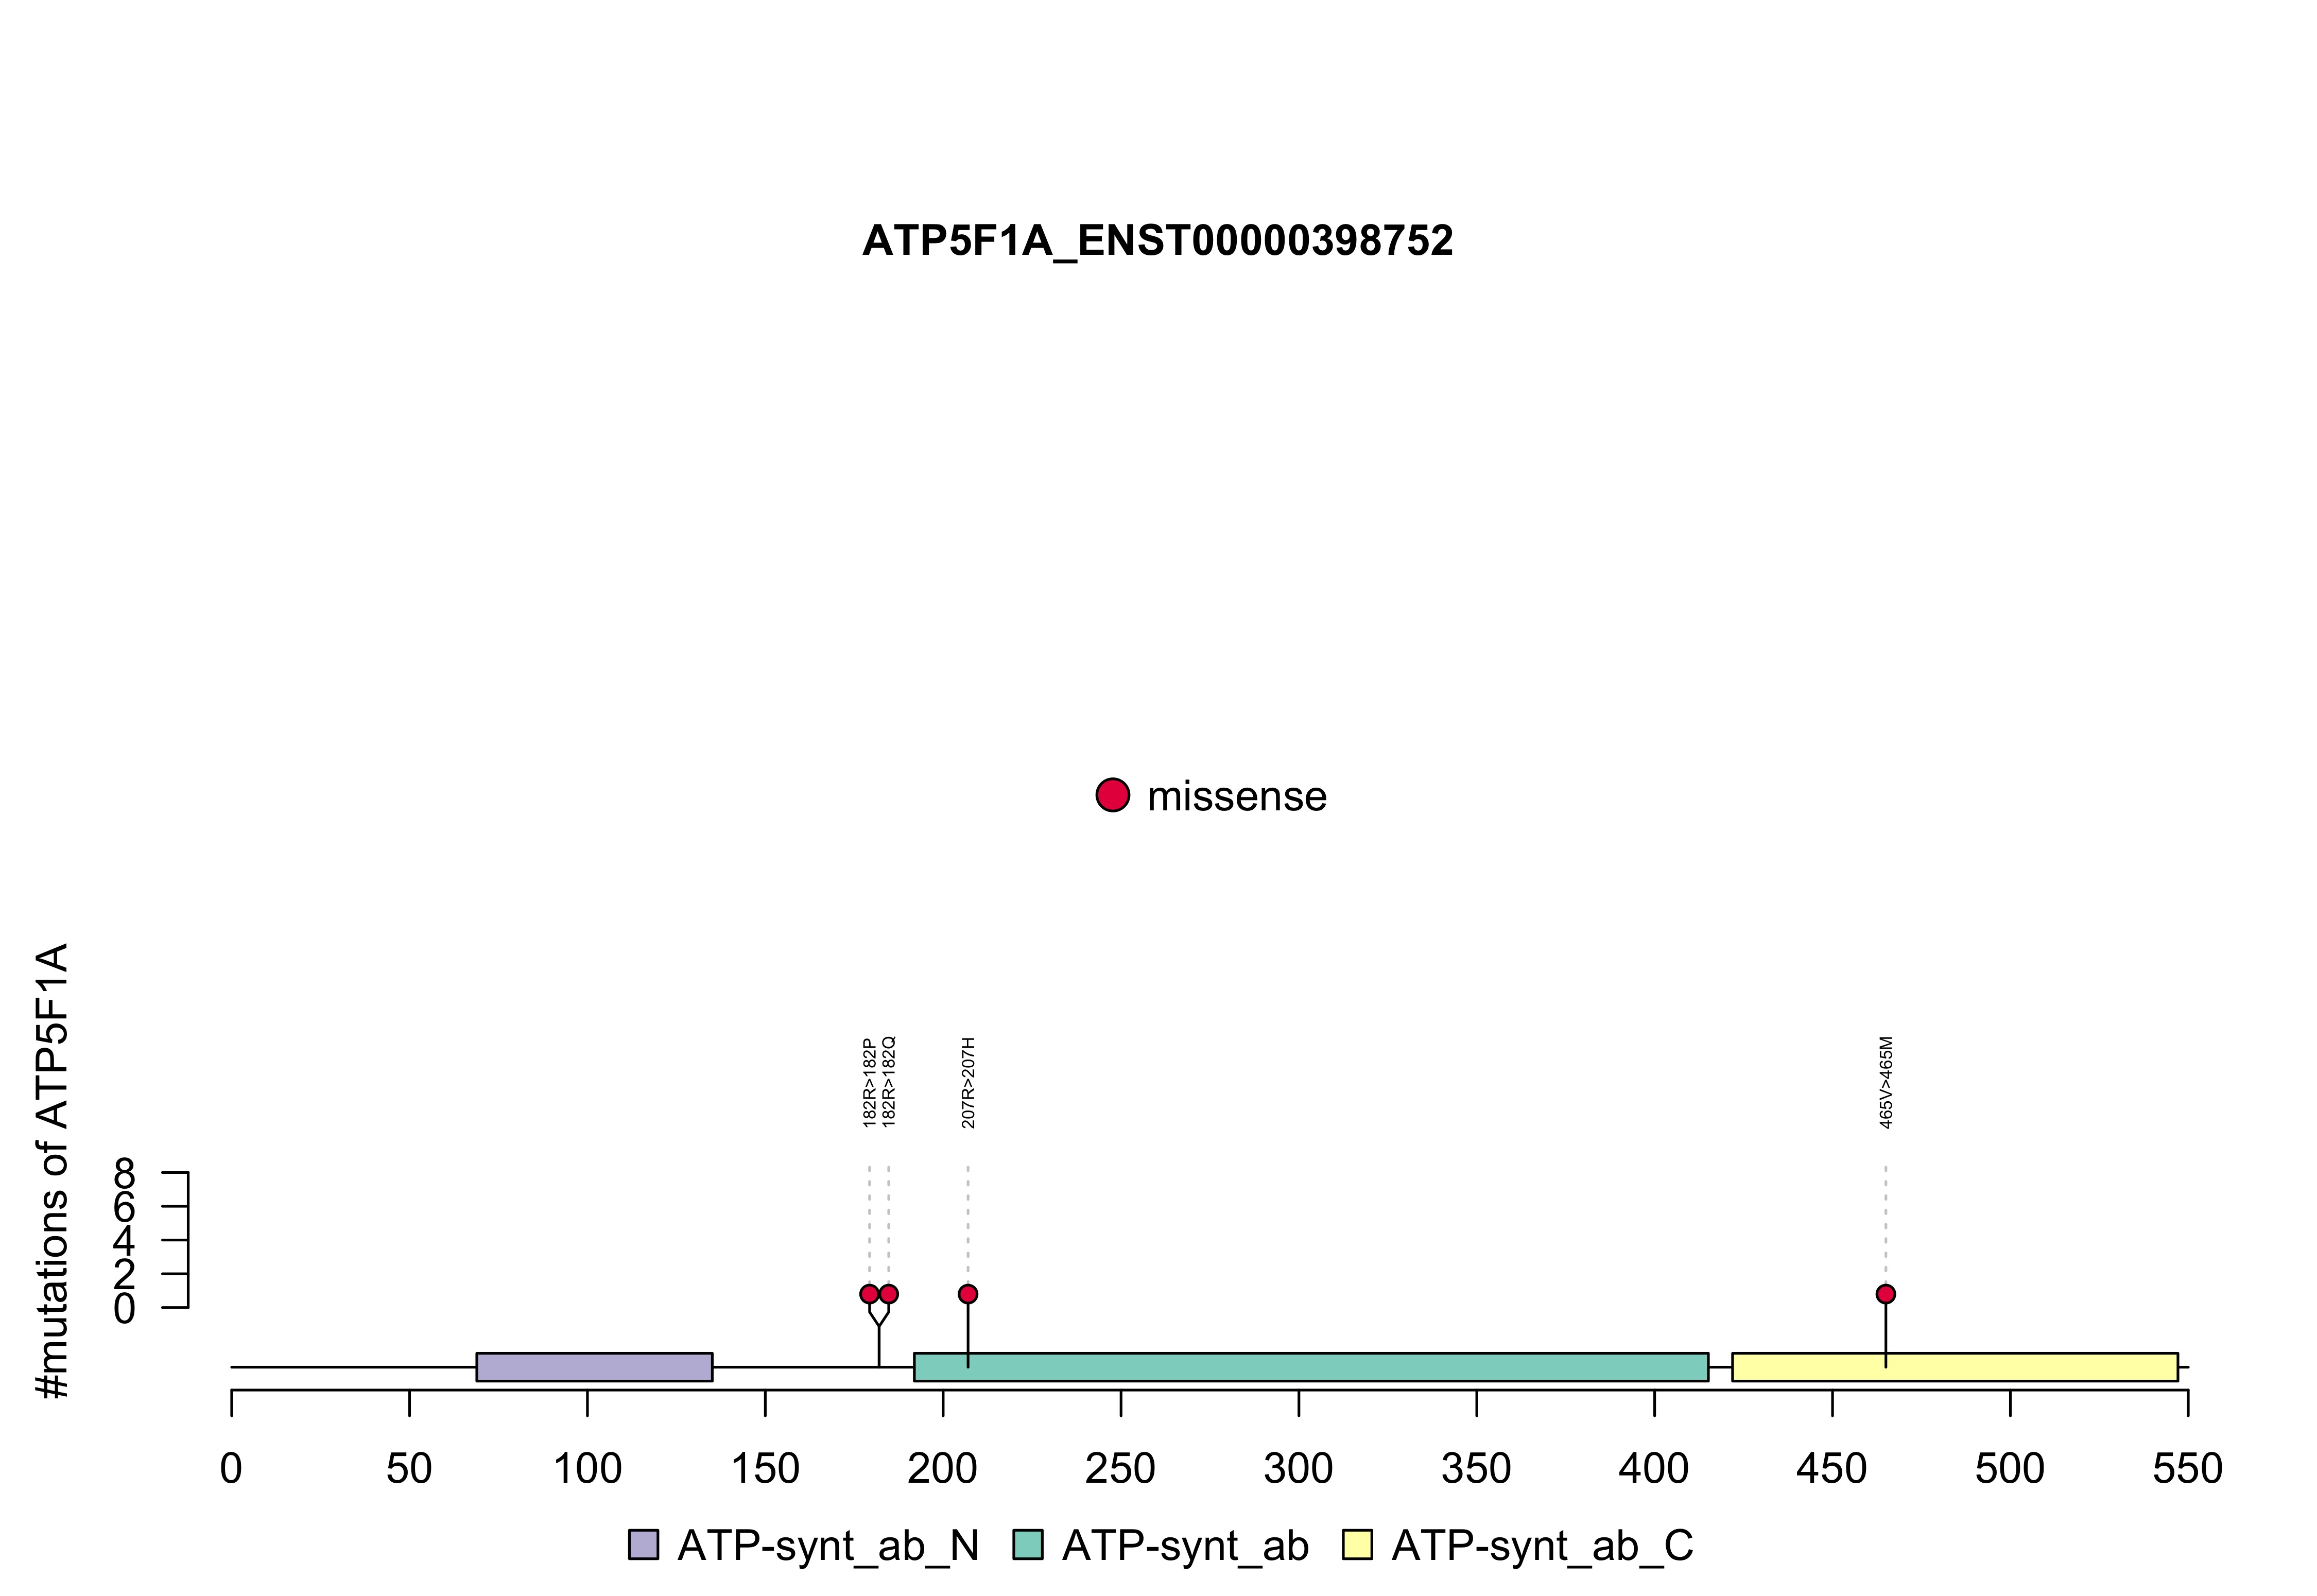 ATP5F1A_ENST00000398752
missense
#mutations of ATP5F1A
182R>182P
182R>182Q
207R>207H
465V>465M
8
6
4
2
0
0 50 100 150 200 250 300 350 400 450 500 550
ATP-synt_ab_N ATP-synt_ab ATP-synt_ab_C